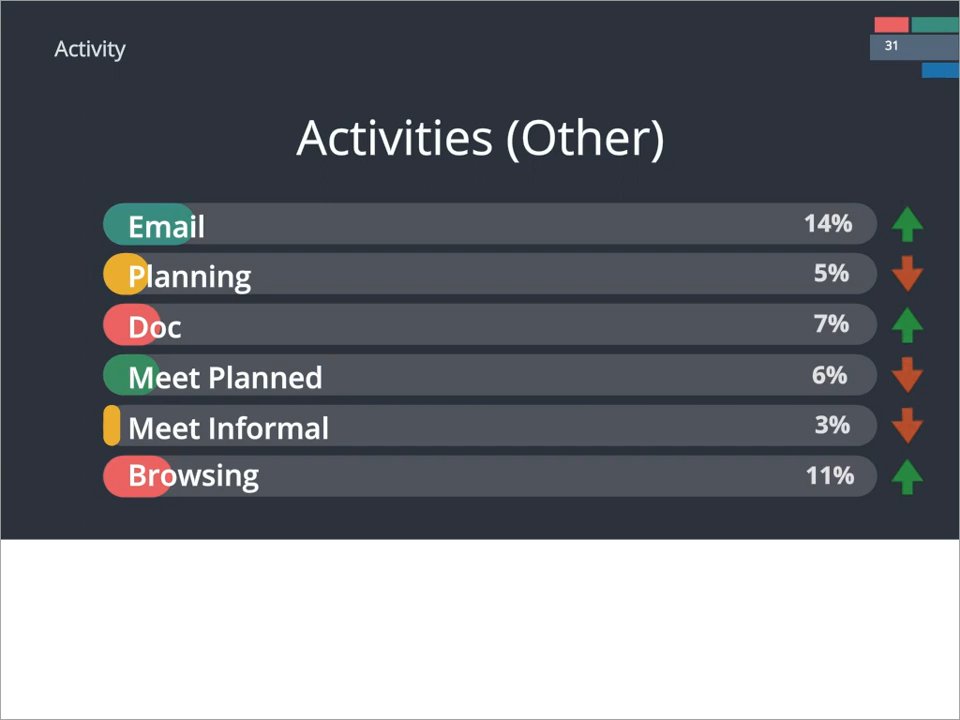 Activity
31
Activities (Other)
Email 14%
Planning 5%
Doc 7%
Meet Planned 6%
Meet Informal 3%
Browsing 11%